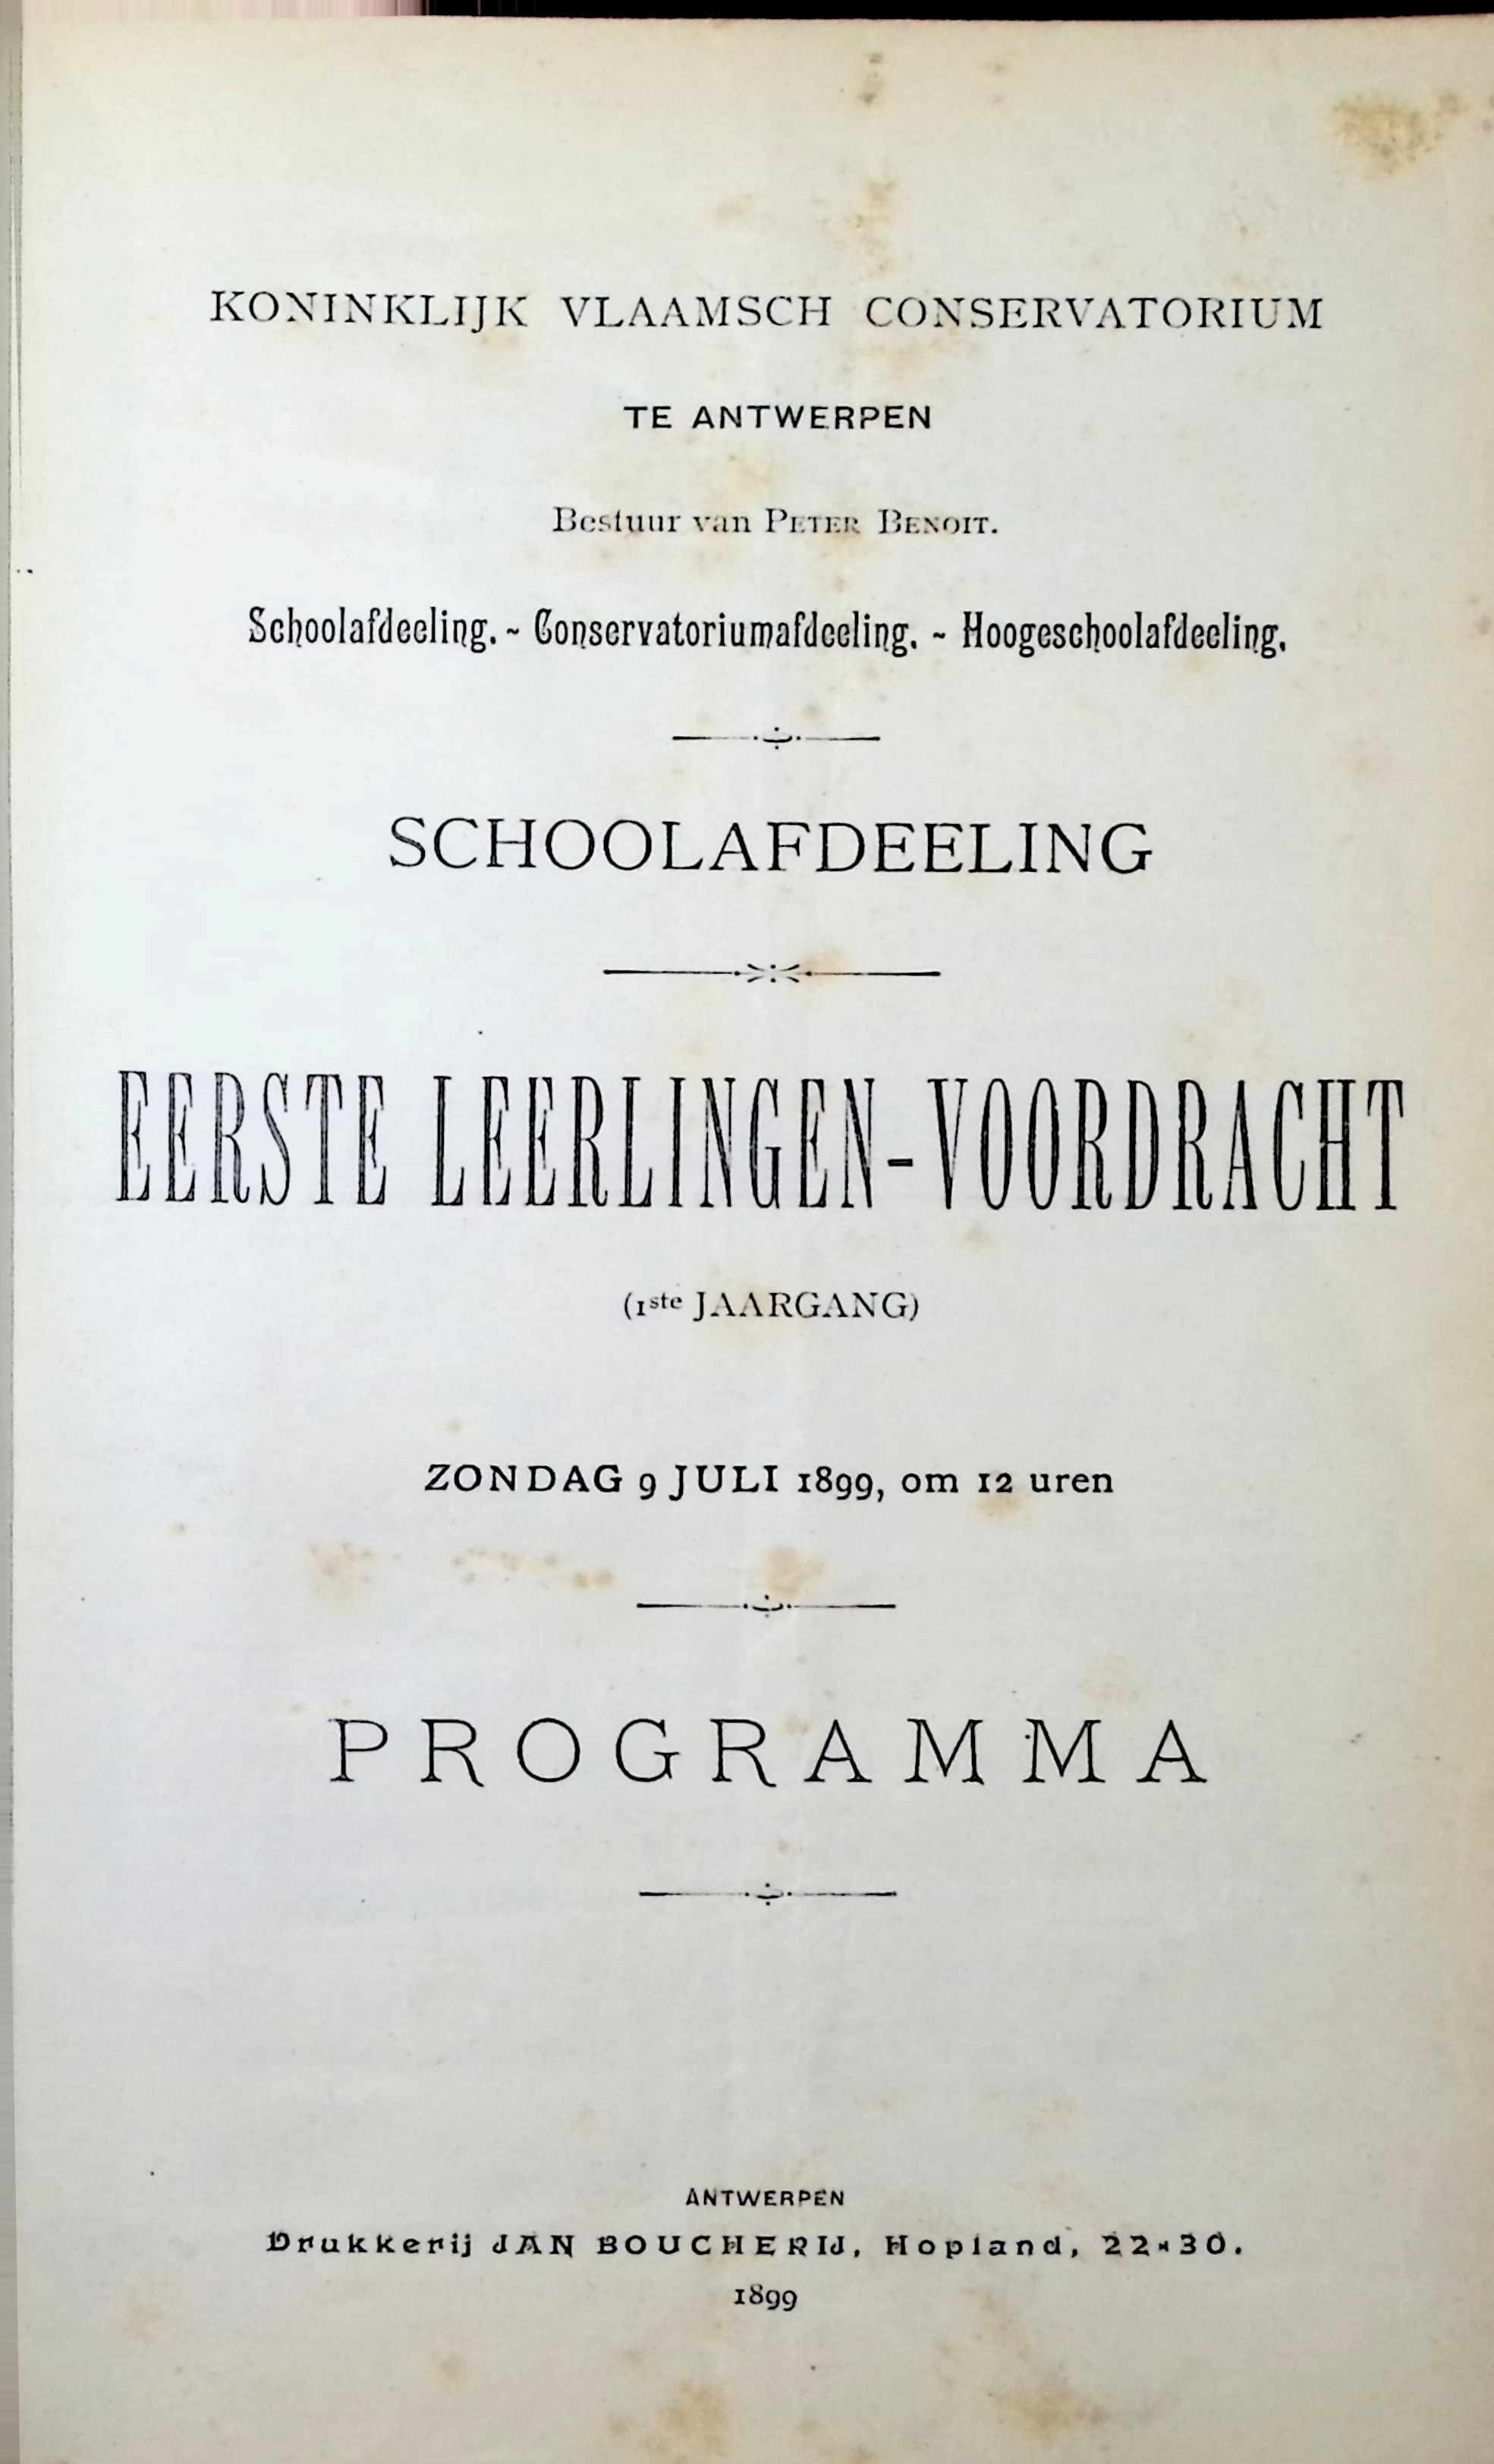 KONINKLIJK VLAAMSCH CONSERVATORIUM
TE ANTWERPEN
Bestuur van PETER BENOIT.
Schoolafdeeling. ~ Conservatoriumafdeeling. ~ Hoogeschoolafdeeling.
SCHOOLAFDEELING
EERSTE LEERLINGEN-VOORDRACHT
(1ste JAARGANG)
ZONDAG 9 JULI 1899, om 12 uren
PROGRAMMA
ANTWERPEN
Drukkerij JAN BOUCHERIJ, Hopland, 22-30.
1899